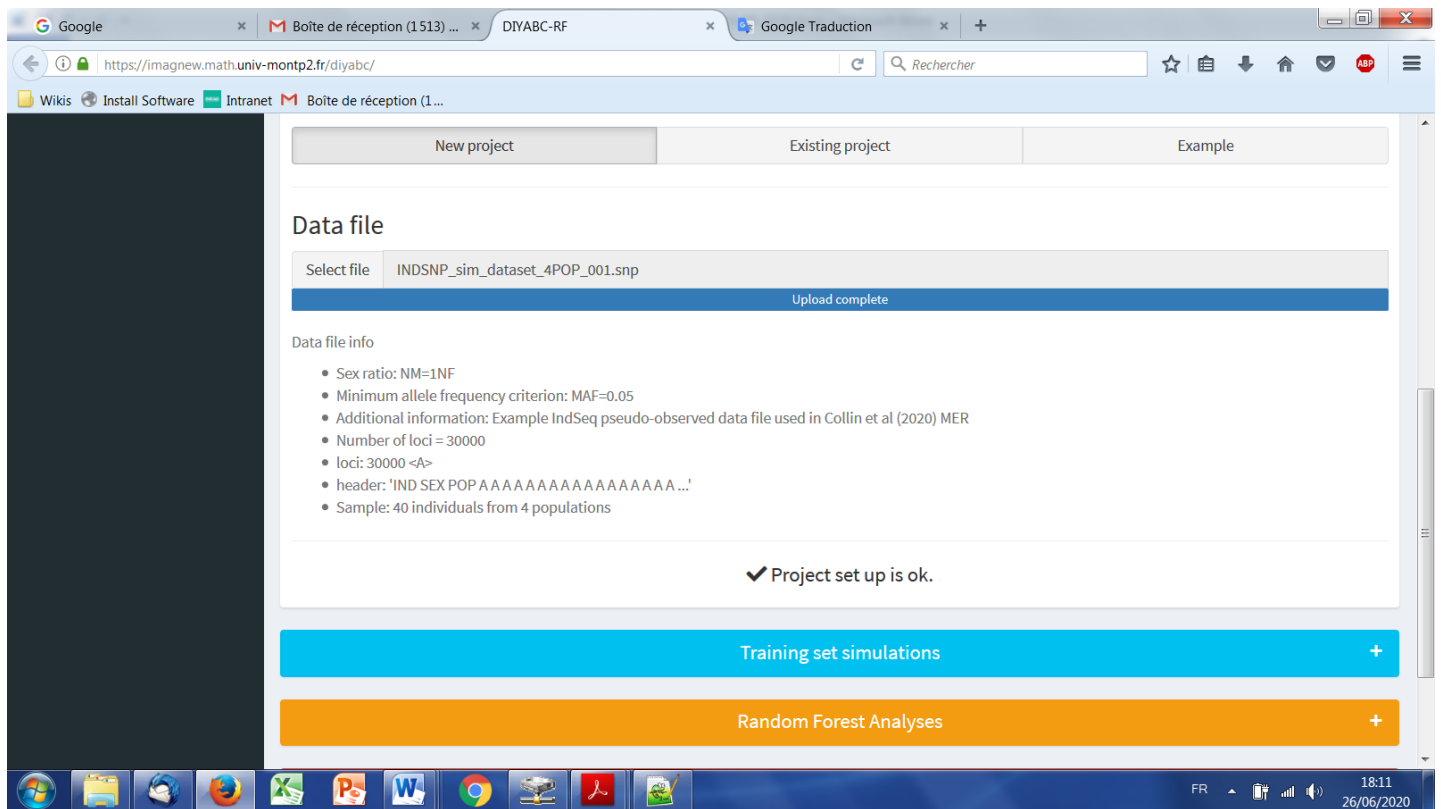 Google
Boîte de réception (1 513) ...
DIYABC-RF
Google Traduction
https://imagnew.math.univ-montp2.fr/diyabc/
Rechercher
ABP
Wikis
Install Software
Intranet
Boîte de réception (1...
New project
Existing project
Example
Data file
Select file
INDSNP_sim_dataset_4POP_001.snp
Upload complete
Data file info
Sex ratio: NM=1NF
Minimum allele frequency criterion: MAF=0.05
Additional information: Example IndSeq pseudo-observed data file used in Collin et al (2020) MER
Number of loci = 30000
loci: 30000 <A>
header: 'IND SEX POP A A A A A A A A A A A A A A A A A ...'
Sample: 40 individuals from 4 populations
Project set up is ok.
Training set simulations
Random Forest Analyses
FR
18:11
26/06/2020